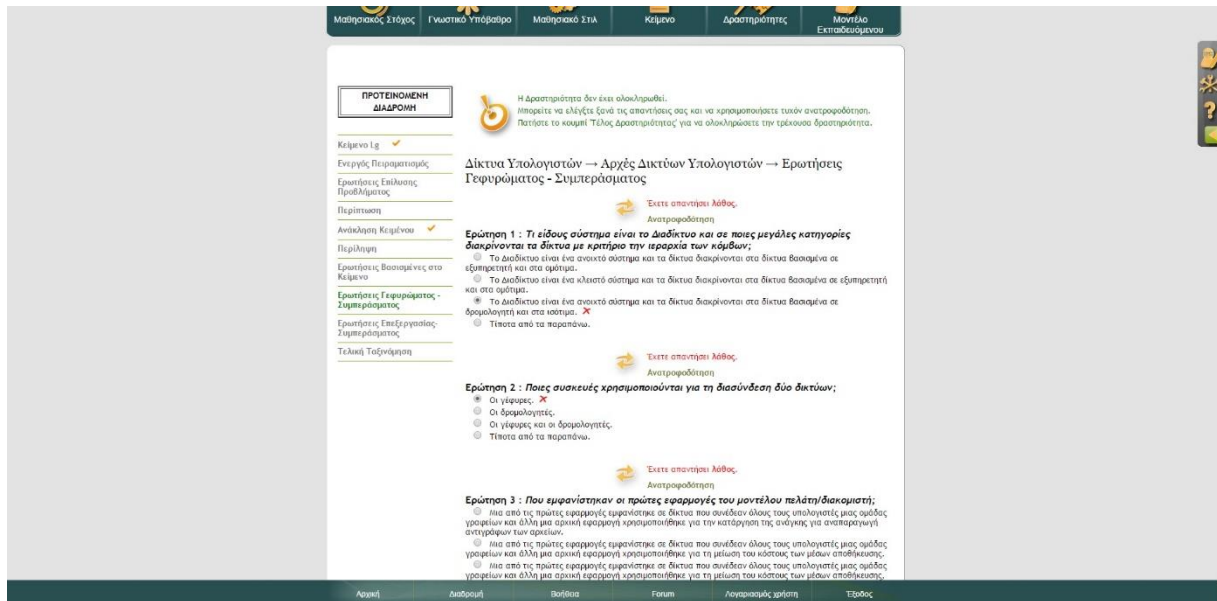 Μαθησιακός Στόχος
Γνωστικό Υπόβαθρο
Μαθησιακό Στιλ
Κείμενο
Δραστηριότητες
Μοντέλο
Εκπαιδευόμενου
ΠΡΟΤΕΙΝΟΜΕΝΗ
ΔΙΑΔΡΟΜΗ
Κείμενο Lg
Ενεργός Πειραματισμός
Ερωτήσεις Επίλυσης
Προβλήματος
Περίπτωση
Ανάκληση Κειμένου
Περίληψη
Ερωτήσεις Βασισμένες στο
Κείμενο
Ερωτήσεις Γεφυρώματος -
Συμπεράσματος
Ερωτήσεις Επεξεργασίας-
Συμπεράσματος
Τελική Ταξινόμηση
Η Δραστηριότητα δεν έχει ολοκληρωθεί.
Μπορείτε να ελέγξτε ξανά τις απαντήσεις σας και να χρησιμοποιήσετε τυχόν ανατροφοδότηση.
Πατήστε το κουμπί 'Τέλος Δραστηριότητας' για να ολοκληρώσετε την τρέχουσα δραστηριότητα.
Δίκτυα Υπολογιστών → Αρχές Δικτύων Υπολογιστών → Ερωτήσεις
Γεφυρώματος - Συμπεράσματος
Έχετε απαντήσει λάθος.
Ανατροφοδότηση
Ερώτηση 1 : Τι είδους σύστημα είναι το Διαδίκτυο και σε ποιες μεγάλες κατηγορίες
διακρίνονται τα δίκτυα με κριτήριο την ιεραρχία των κόμβων;
Το Διαδίκτυο είναι ένα ανοιχτό σύστημα και τα δίκτυα διακρίνονται στα δίκτυα βασισμένα σε
εξυπηρετητή και στα ομότιμα.
Το Διαδίκτυο είναι ένα κλειστό σύστημα και τα δίκτυα διακρίνονται στα δίκτυα βασισμένα σε εξυπηρετητή
και στα ομότιμα.
Το Διαδίκτυο είναι ένα ανοιχτό σύστημα και τα δίκτυα διακρίνονται στα δίκτυα βασισμένα σε
δρομολογητή και στα ισότιμα.
Τίποτα από τα παραπάνω.
Έχετε απαντήσει λάθος.
Ανατροφοδότηση
Ερώτηση 2 : Ποιες συσκευές χρησιμοποιούνται για τη διασύνδεση δύο δικτύων;
Οι γέφυρες.
Οι δρομολογητές.
Οι γέφυρες και οι δρομολογητές.
Τίποτα από τα παραπάνω.
Έχετε απαντήσει λάθος.
Ανατροφοδότηση
Ερώτηση 3 : Που εμφανίστηκαν οι πρώτες εφαρμογές του μοντέλου πελάτη/διακομιστή;
Μια από τις πρώτες εφαρμογές εμφανίστηκε σε δίκτυα που συνέδεαν όλους τους υπολογιστές μιας ομάδας
γραφείων και άλλη μια αρχική εφαρμογή χρησιμοποιήθηκε για την κατάργηση της ανάγκης για αναπαραγωγή
αντιγράφων των αρχείων.
Μια από τις πρώτες εφαρμογές εμφανίστηκε σε δίκτυα που συνέδεαν όλους τους υπολογιστές μιας ομάδας
γραφείων και άλλη μια αρχική εφαρμογή χρησιμοποιήθηκε για τη μείωση του κόστους των μέσων αποθήκευσης.
Μια από τις πρώτες εφαρμογές εμφανίστηκε σε δίκτυα που συνέδεαν όλους τους υπολογιστές μιας ομάδας
γραφείων και άλλη μια αρχική εφαρμογή χρησιμοποιήθηκε για τη μείωση του κόστους των μέσων αποθήκευσης,
Αρχική
Διαδρομή
Βοήθεια
Forum
Λογαριασμός χρήστη
Έξοδος